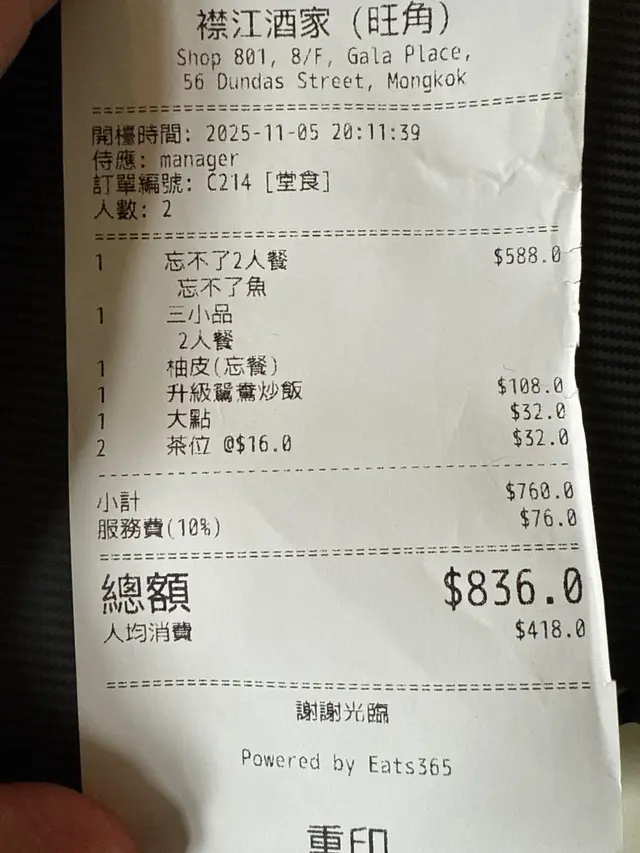 襟江酒家 (旺角)
Shop 801, 8/F, Gala Place,
56 Dundas Street, Mongkok
開檯時間: 2025-11-05 20:11:39
侍應: manager
訂單編號: C214 [堂食]
人數: 2
1 忘不了2人餐 $588.0
忘不了魚
1 三小品
2人餐
1 柚皮(忘餐)
1 升級鴛鴦炒飯 $108.0
1 大點 $32.0
2 茶位 @$16.0 $32.0
小計 $760.0
服務費(10%) $76.0
總額 $836.0
人均消費 $418.0
謝謝光臨
Powered by Eats365
重印